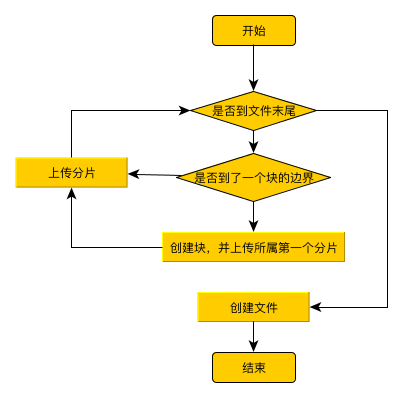 开始
是否到文件末尾
上传分片
是否到了一个块的边界
创建块，并上传所属第一个分片
创建文件
结束